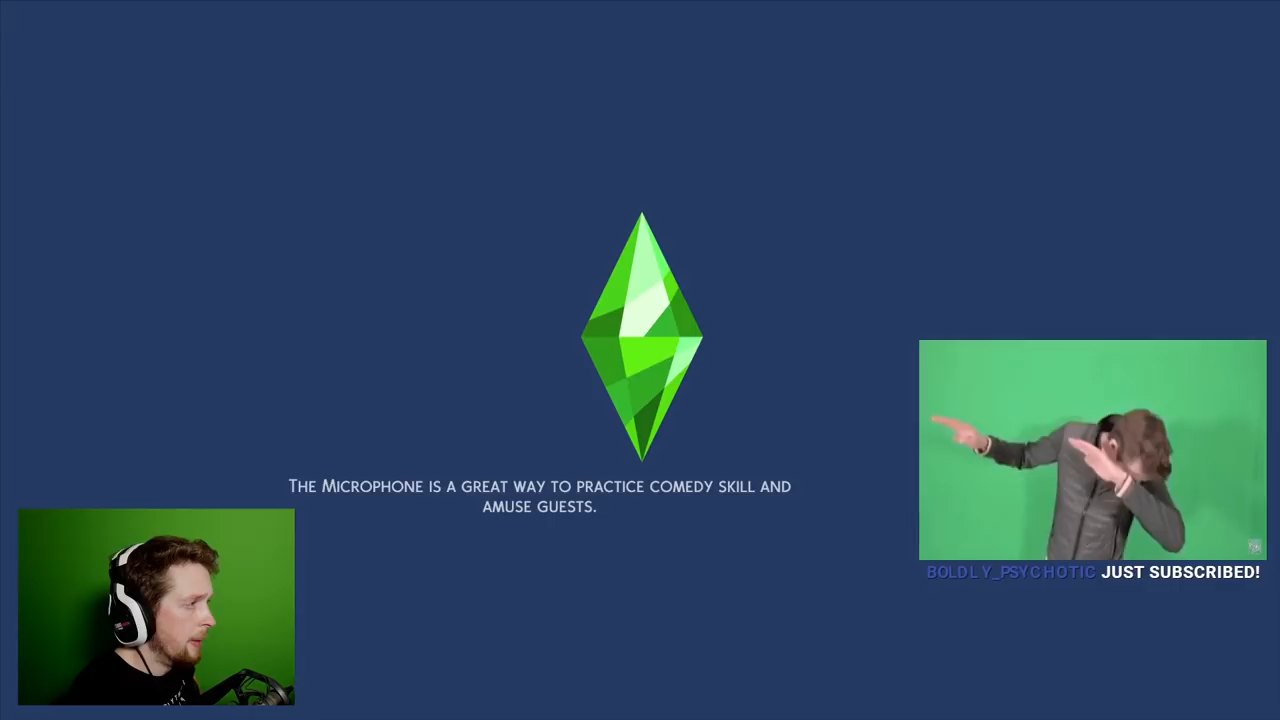 THE MICROPHONE IS A GREAT WAY TO PRACTICE COMEDY SKILL AND
AMUSE GUESTS.
BOLDLY_PSYCHOTIC JUST SUBSCRIBED!